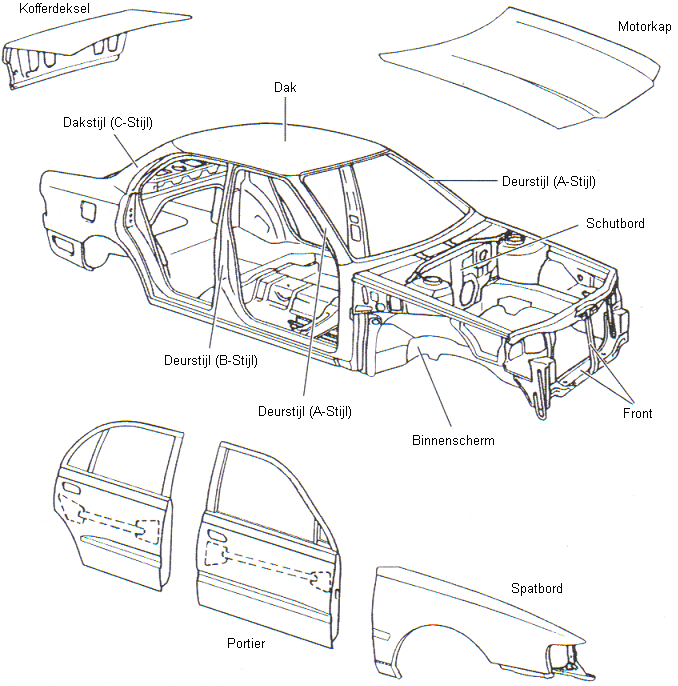 Kofferdeksel
Motorkap
Dak
Dakstijl (C-Stijl)
Deurstijl (A-Stijl)
Schutbord
Deurstijl (B-Stijl)
Deurstijl (A-Stijl)
Front
Binnenscherm
Spatbord
Portier